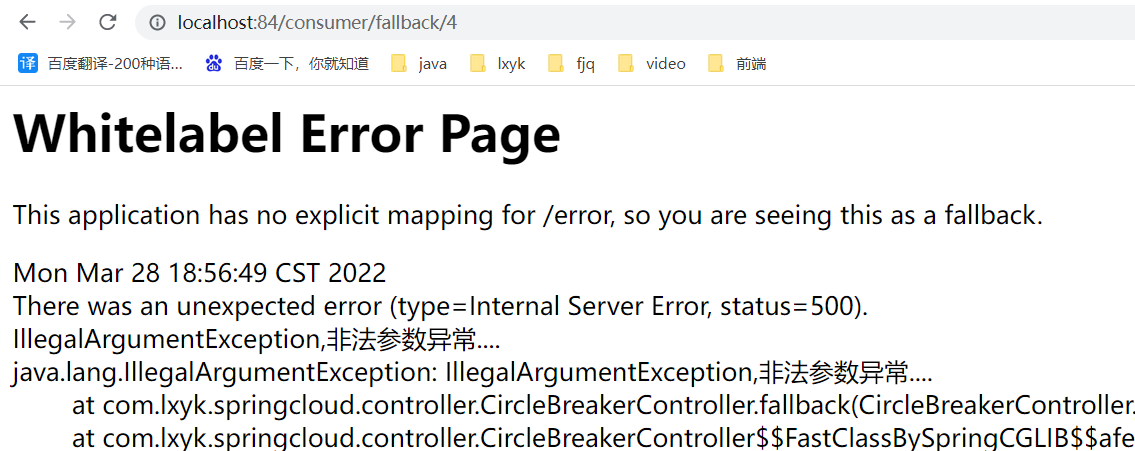 localhost:84/consumer/fallback/4
译 百度翻译-200种语... 百度一下，你就知道 java lxyk fjq video 前端
Whitelabel Error Page
This application has no explicit mapping for /error, so you are seeing this as a fallback.
Mon Mar 28 18:56:49 CST 2022
There was an unexpected error (type=Internal Server Error, status=500).
IllegalArgumentException,非法参数异常....
java.lang.IllegalArgumentException: IllegalArgumentException,非法参数异常....
at com.lxyk.springcloud.controller.CircleBreakerController.fallback(CircleBreakerController.
at com.lxyk.springcloud.controller.CircleBreakerController$$FastClassBySpringCGLIB$$afe